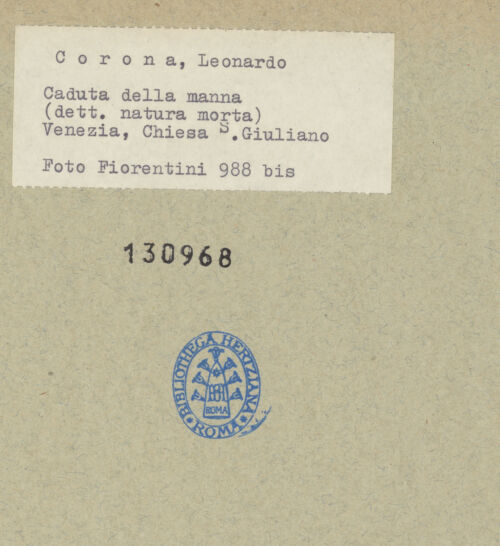 Corona, Leonardo
Caduta della manna
(dett. natura morta)
Venezia, Chiesa S.Giuliano
Foto Fiorentini 988 bis
130968
BIBLIOTHECA HERTZIANA
ROMA
* ROMA *